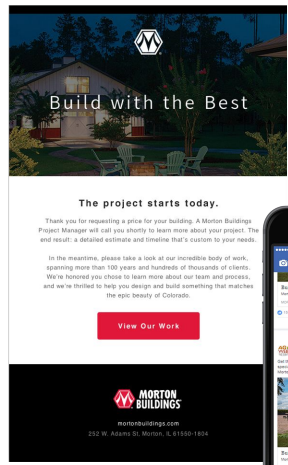 Build with the Best
The project starts today.
Thank you for requesting a price for your building. A Morton Buildings
Project Manager will call you shortly to learn more about your project. The
end result: a detailed estimate and timeline that's custom to your needs.
In the meantime, please take a look at our incredible body of work,
spanning more than 100 years and hundreds of thousands of clients.
We're honored you chose to learn more about our team and process,
and we're thrilled to help you design and build something that matches
the epic beauty of Colorado.
View Our Work
MORTON
BUILDINGS
mortonbuildings.com
252 W. Adams St, Morton, IL 61550-1804